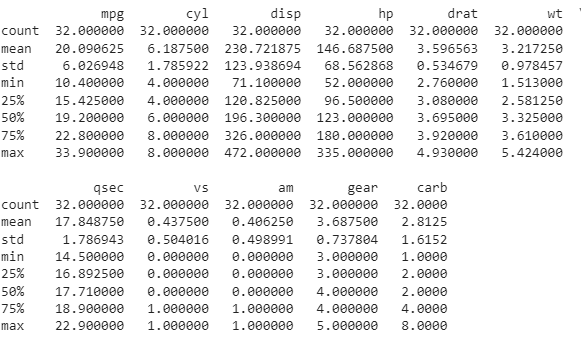 mpg        cyl        disp          hp       drat         wt  \
count  32.000000  32.000000   32.000000   32.000000  32.000000  32.000000
mean   20.090625   6.187500  230.721875  146.687500   3.596563   3.217250
std     6.026948   1.785922  123.938694   68.562868   0.534679   0.978457
min    10.400000   4.000000   71.100000   52.000000   2.760000   1.513000
25%    15.425000   4.000000  120.825000   96.500000   3.080000   2.581250
50%    19.200000   6.000000  196.300000  123.000000   3.695000   3.325000
75%    22.800000   8.000000  326.000000  180.000000   3.920000   3.610000
max    33.900000   8.000000  472.000000  335.000000   4.930000   5.424000
            qsec         vs         am       gear     carb
count  32.000000  32.000000  32.000000  32.000000  32.0000
mean   17.848750   0.437500   0.406250   3.687500   2.8125
std     1.786943   0.504016   0.498991   0.737804   1.6152
min    14.500000   0.000000   0.000000   3.000000   1.0000
25%    16.892500   0.000000   0.000000   3.000000   2.0000
50%    17.710000   0.000000   0.000000   4.000000   2.0000
75%    18.900000   1.000000   1.000000   4.000000   4.0000
max    22.900000   1.000000   1.000000   5.000000   8.0000